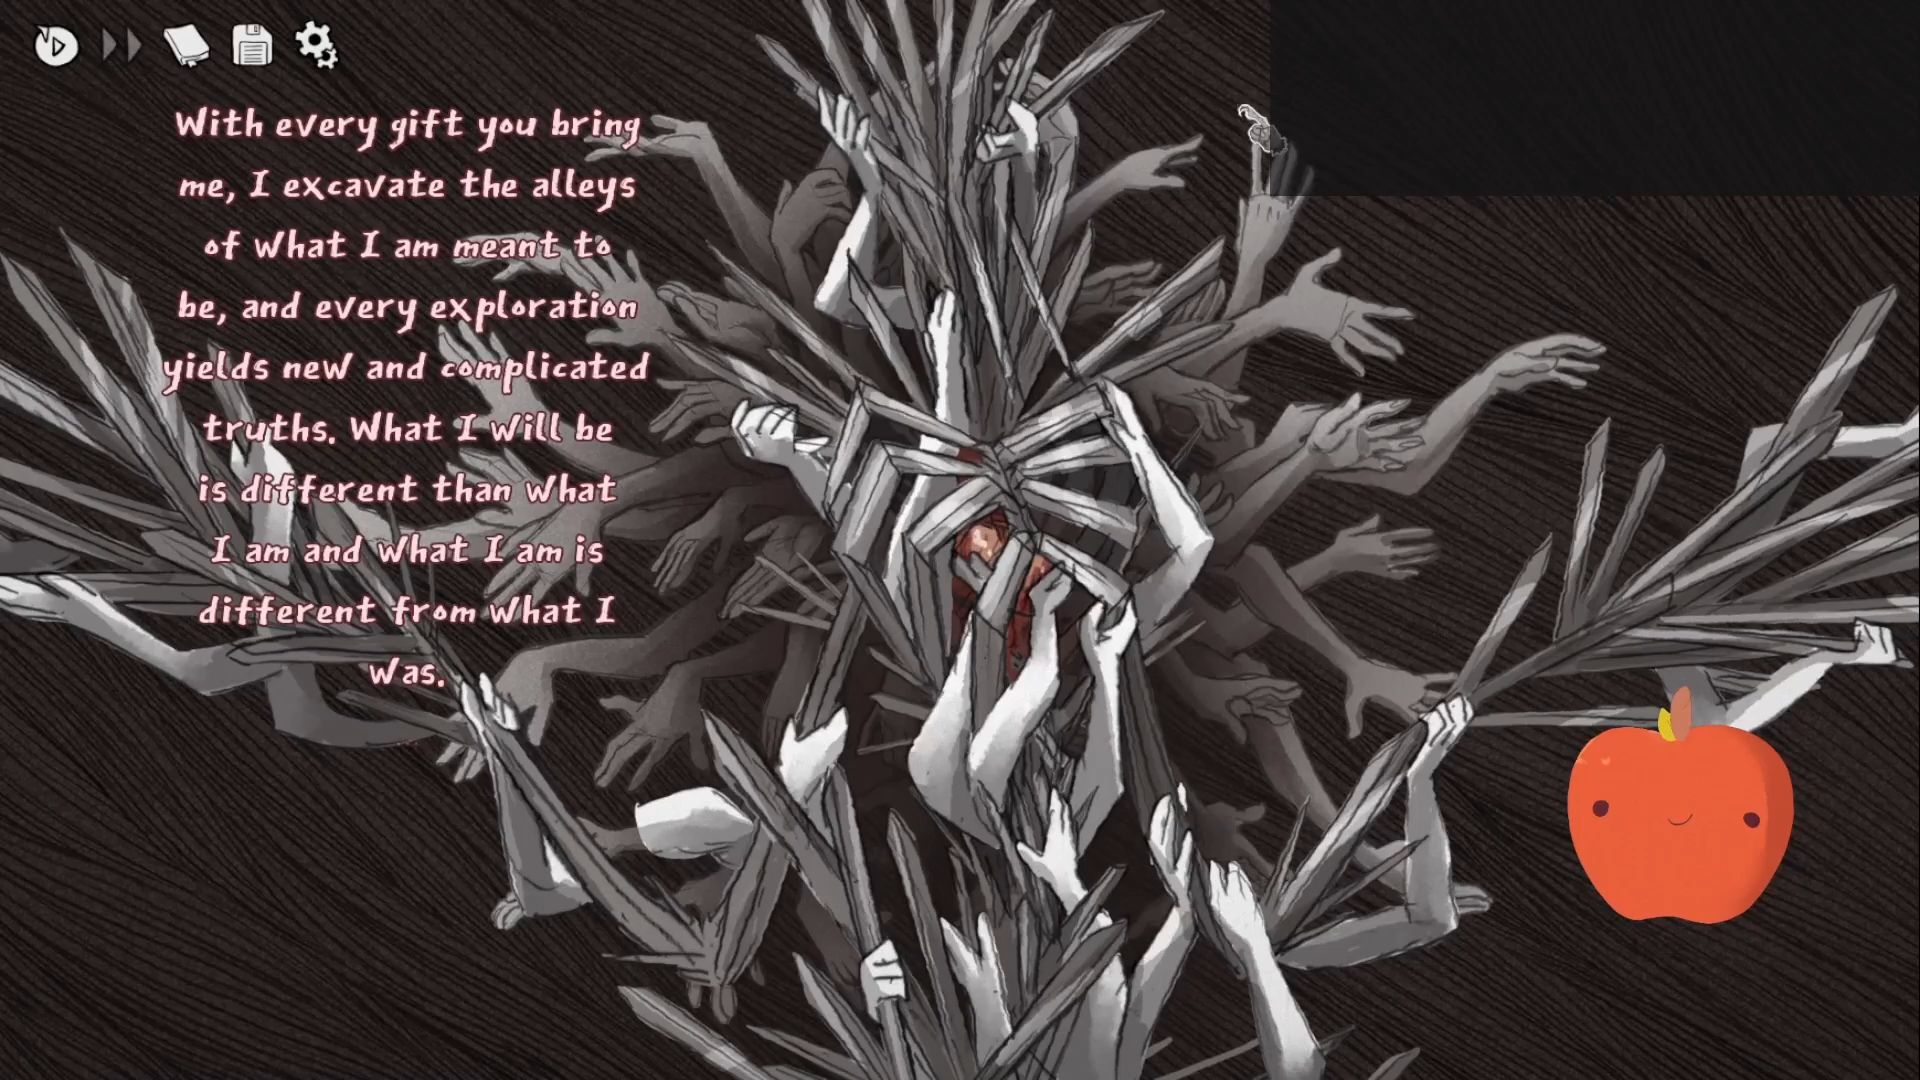 With every gift you bring
me, I excavate the alleys
of what I am meant to
be, and every exploration
yields new and complicated
truths. What I will be
is different than what
I am and what I am is
different from what I
was.